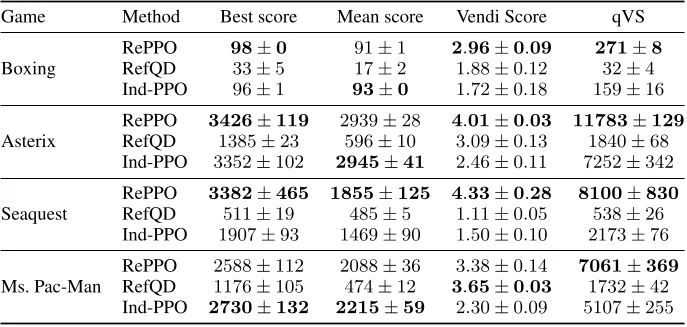 Game Method Best score Mean score Vendi Score qVS
RePPO 98 ± 0 91 ± 1 2.96 ± 0.09 271 ± 8
Boxing RefQD 33 ± 5 17 ± 2 1.88 ± 0.12 32 ± 4
Ind-PPO 96 ± 1 93 ± 0 1.72 ± 0.18 159 ± 16
RePPO 3426 ± 119 2939 ± 28 4.01 ± 0.03 11783 ± 129
Asterix RefQD 1385 ± 23 596 ± 10 3.09 ± 0.13 1840 ± 68
Ind-PPO 3352 ± 102 2945 ± 41 2.46 ± 0.11 7252 ± 342
RePPO 3382 ± 465 1855 ± 125 4.33 ± 0.28 8100 ± 830
Seaquest RefQD 511 ± 19 485 ± 5 1.11 ± 0.05 538 ± 26
Ind-PPO 1907 ± 93 1469 ± 90 1.50 ± 0.10 2173 ± 76
RePPO 2588 ± 112 2088 ± 36 3.38 ± 0.14 7061 ± 369
Ms. Pac-Man RefQD 1176 ± 105 474 ± 12 3.65 ± 0.03 1732 ± 42
Ind-PPO 2730 ± 132 2215 ± 59 2.30 ± 0.09 5107 ± 255